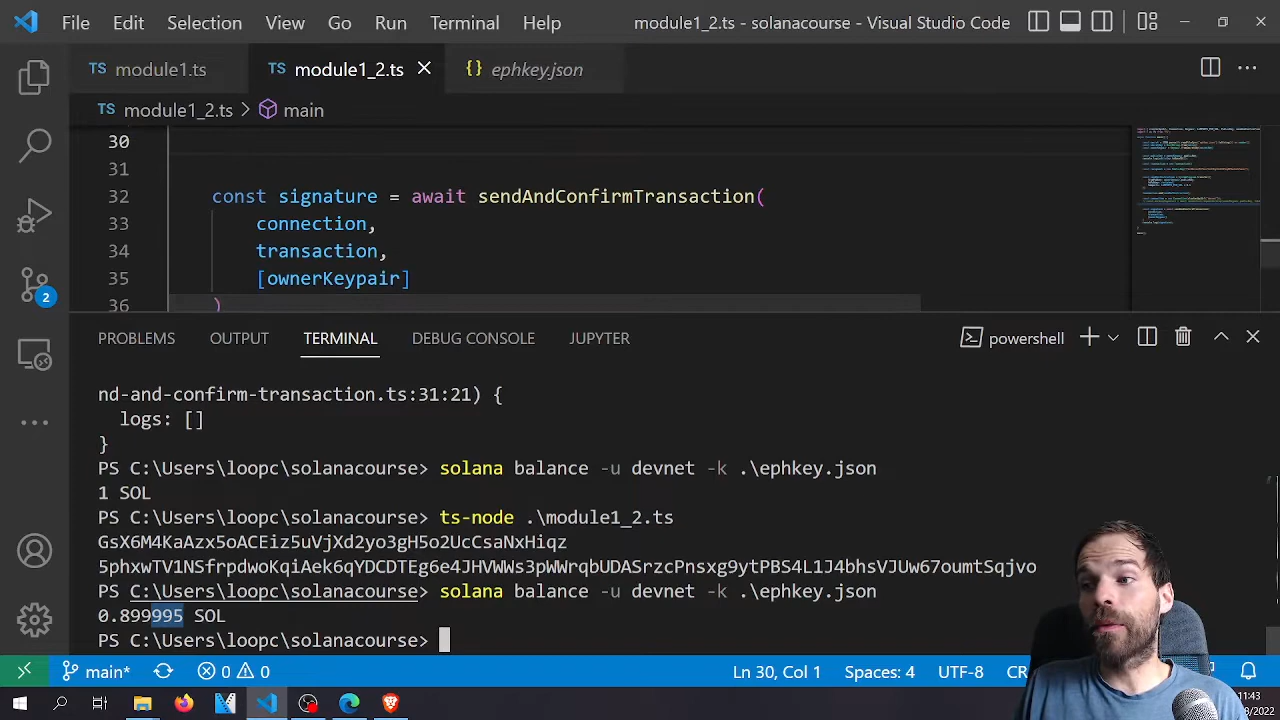 File Edit Selection View Go Run Terminal Help module1_2.ts - solanacourse - Visual Studio Code
TS module1.ts TS module1_2.ts {} ephkey.json
TS module1_2.ts > main
30
31
32 const signature = await sendAndConfirmTransaction(
33 connection,
34 transaction,
35 [ownerKeypair]
36 )
2
PROBLEMS OUTPUT TERMINAL DEBUG CONSOLE JUPYTER powershell
nd-and-confirm-transaction.ts:31:21) {
logs: []
}
PS C:\Users\loopc\solanacourse> solana balance -u devnet -k .\ephkey.json
1 SOL
PS C:\Users\loopc\solanacourse> ts-node .\module1_2.ts
GsX6M4KaAzx5oACEiz5uVjXd2yo3gH5o2UcCsaNxHiqz
5phxwTV1NSfrpdwoKqiAek6qYDCDTEg6e4JHVWWs3pWWrqbUDASrzcPnsxg9ytPBS4L1J4bhsVJUw67oumtSqjvo
PS C:\Users\loopc\solanacourse> solana balance -u devnet -k .\ephkey.json
0.899995 SOL
PS C:\Users\loopc\solanacourse>
main* 0 0 Ln 30, Col 1 Spaces: 4 UTF-8 CR
11:43
/2022